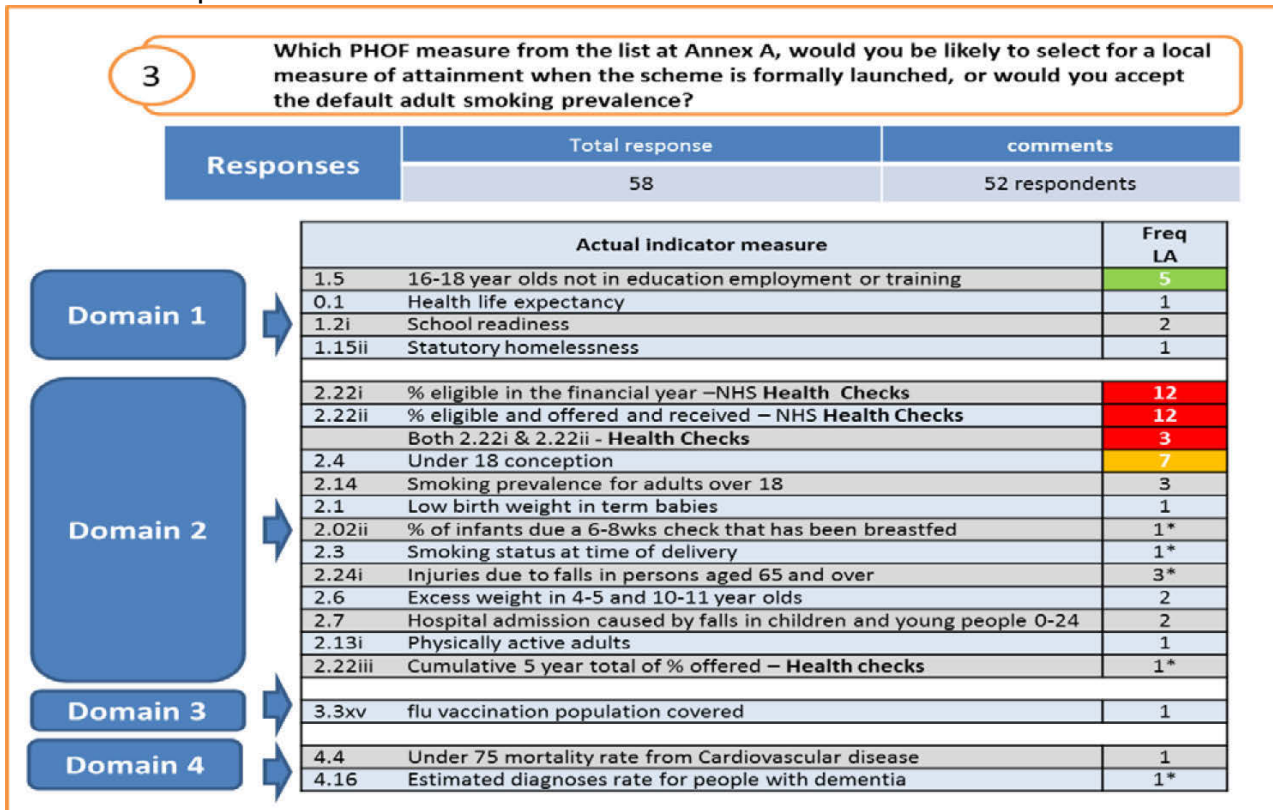 3
Which PHOF measure from the list at Annex A, would you be likely to select for a local
measure of attainment when the scheme is formally launched, or would you accept
the default adult smoking prevalence?
Responses
Total response comments
58 52 respondents
Actual indicator measure Freq
LA
Domain 1
1.5 16-18 year olds not in education employment or training 5
0.1 Health life expectancy 1
1.2i School readiness 2
1.15ii Statutory homelessness 1
Domain 2
2.22i % eligible in the financial year –NHS Health Checks 12
2.22ii % eligible and offered and received – NHS Health Checks 12
Both 2.22i & 2.22ii - Health Checks 3
2.4 Under 18 conception 7
2.14 Smoking prevalence for adults over 18 3
2.1 Low birth weight in term babies 1
2.02ii % of infants due a 6-8wks check that has been breastfed 1*
2.3 Smoking status at time of delivery 1*
2.24i Injuries due to falls in persons aged 65 and over 3*
2.6 Excess weight in 4-5 and 10-11 year olds 2
2.7 Hospital admission caused by falls in children and young people 0-24 2
2.13i Physically active adults 1
2.22iii Cumulative 5 year total of % offered – Health checks 1*
Domain 3
3.3xv flu vaccination population covered 1
Domain 4
4.4 Under 75 mortality rate from Cardiovascular disease 1
4.16 Estimated diagnoses rate for people with dementia 1*